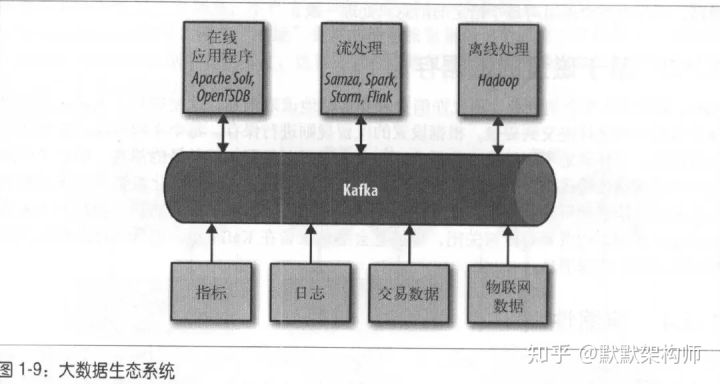 在线
应用程序
Apache Solr,
OpenTSDB
流处理
Samza, Spark,
Storm, Flink
离线处理
Hadoop
Kafka
指标
日志
交易数据
物联网
数据
图 1-9：大数据生态系统
知乎 @默默架构师